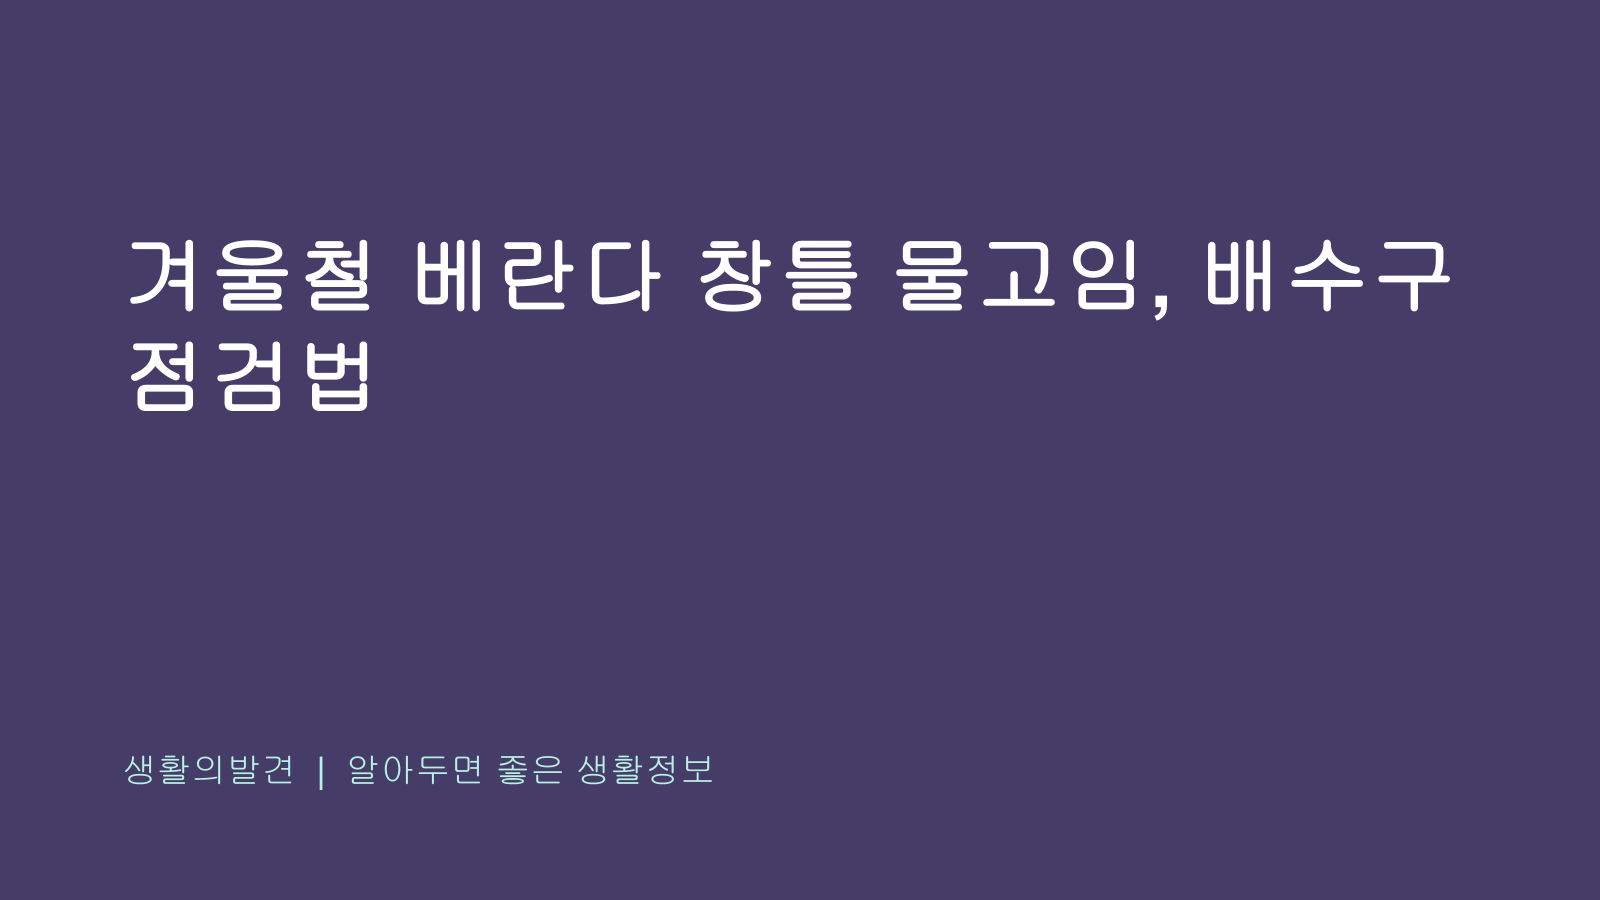 겨울철 베란다 창틀 물고임, 배수구
점검법
생활의발견 | 알아두면 좋은 생활정보